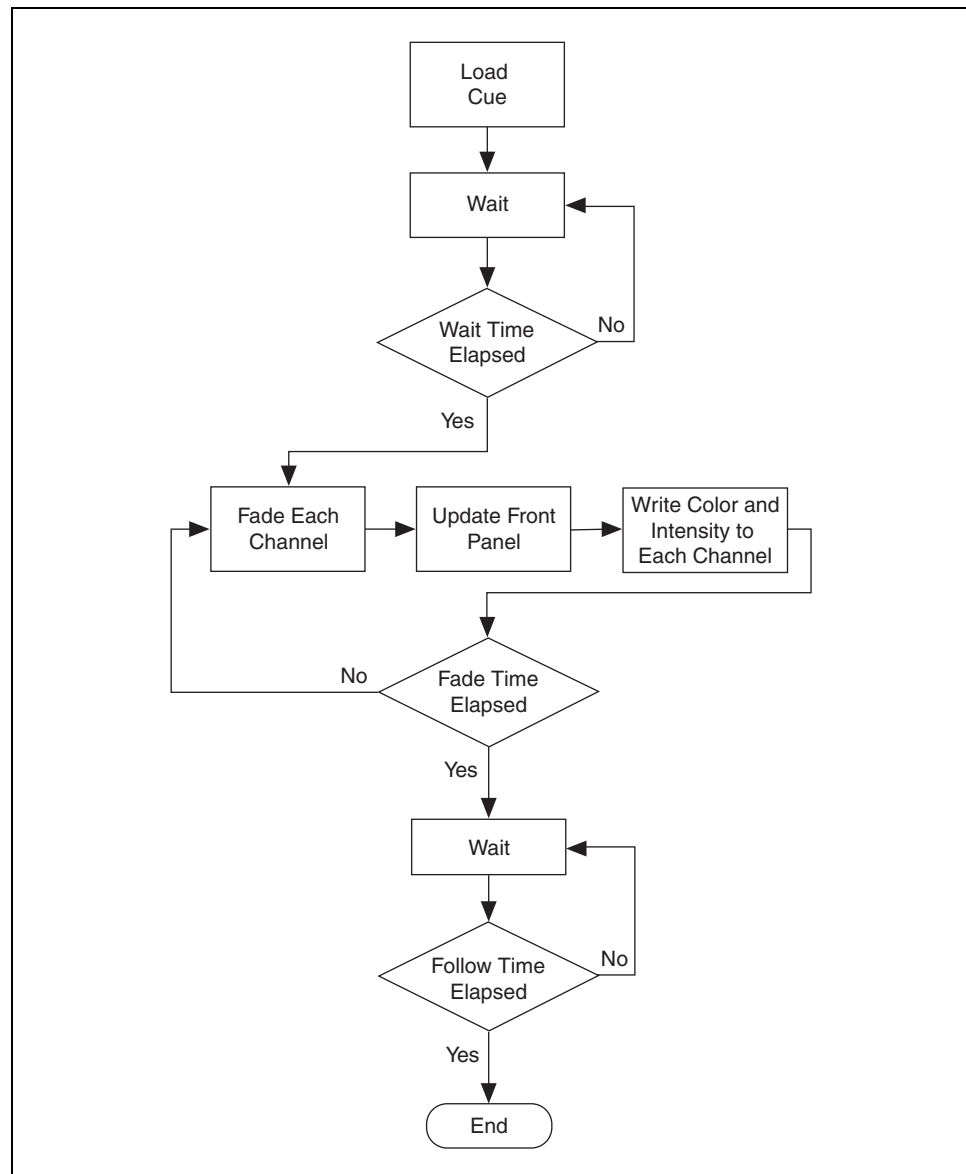 Load
Cue
Wait
Wait Time
Elapsed
No
Yes
Fade Each
Channel
Update Front
Panel
Write Color and
Intensity to
Each Channel
No
Fade Time
Elapsed
Yes
Wait
Follow Time
Elapsed
No
Yes
End